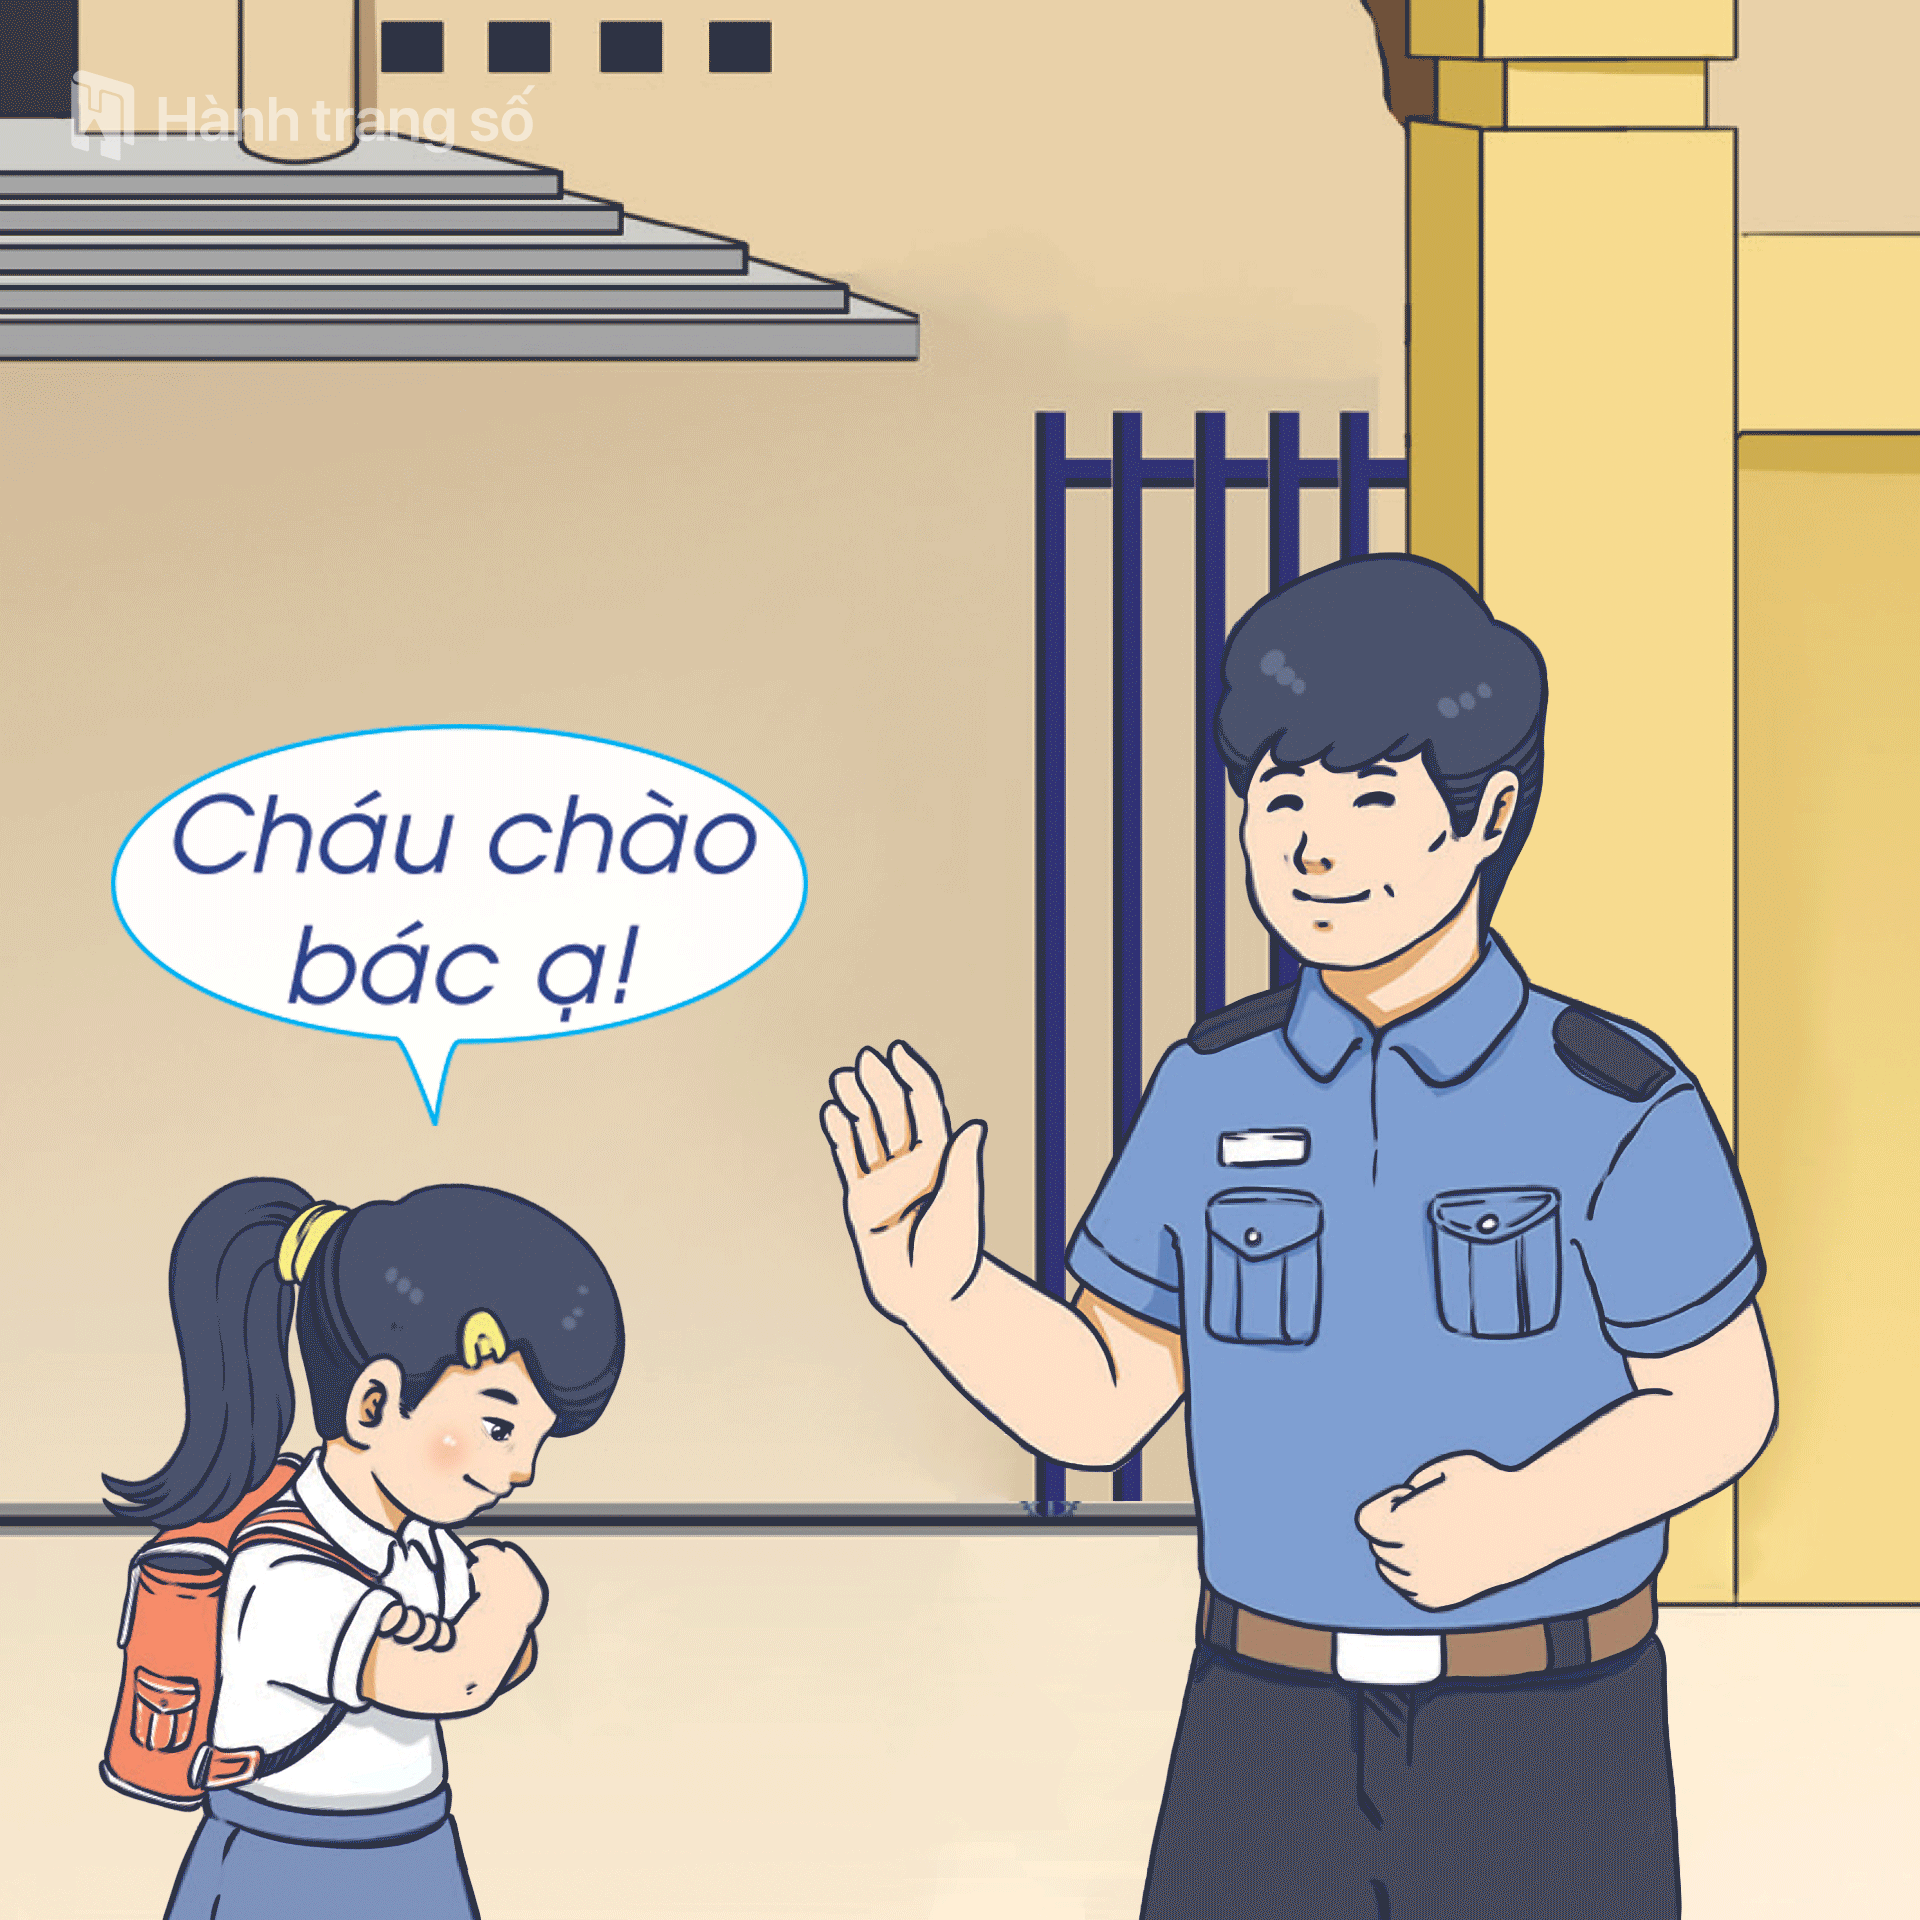 Hành trang số
Cháu chào
bác ạ!